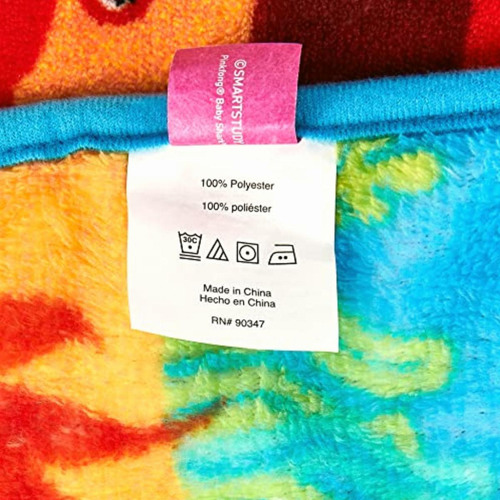 ©SMARTSTUDY
Pinkfong® Baby Shark
100% Polyester
100% poliéster
30C
Made in China
Hecho en China
RN# 90347